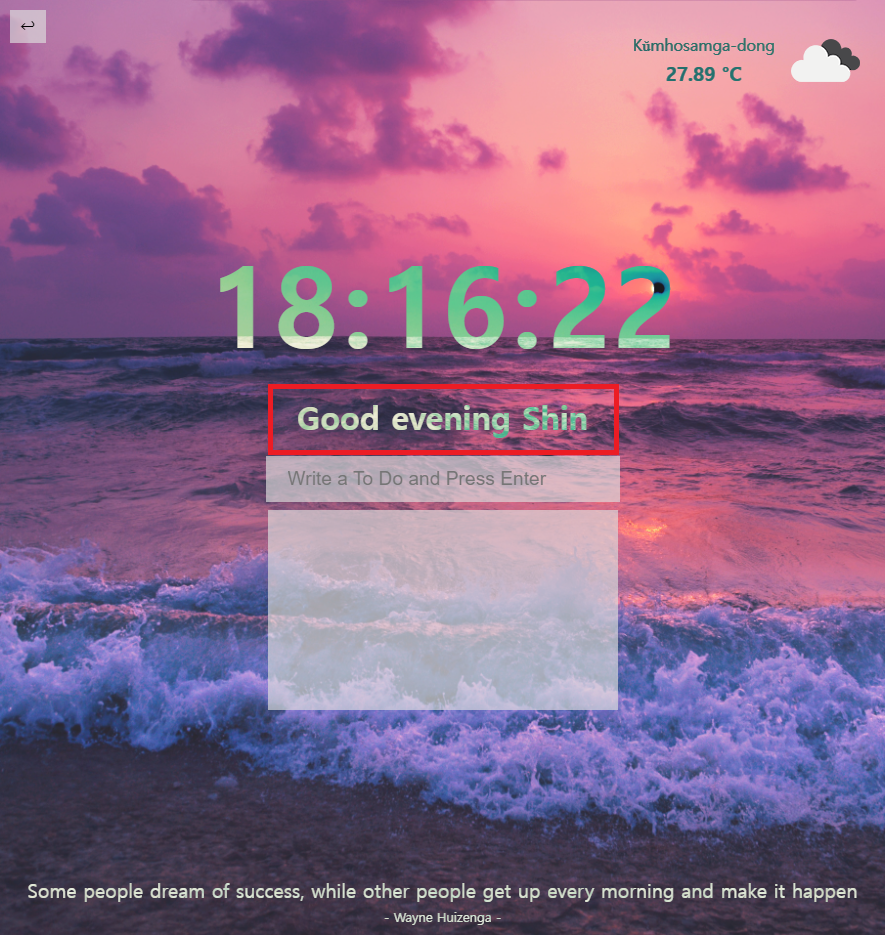 ↩
Kŭmhosamga-dong
27.89 °C
18:16:22
Good evening Shin
Write a To Do and Press Enter
Some people dream of success, while other people get up every morning and make it happen
- Wayne Huizenga -